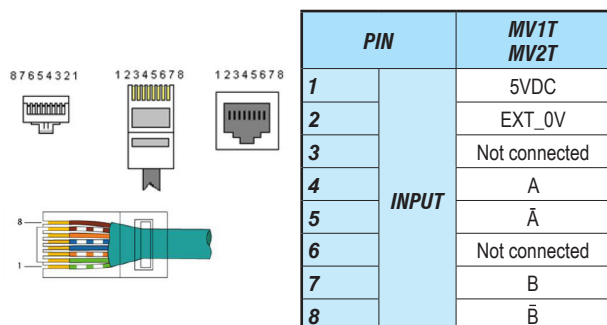 87654321
12345678
12345678
8
1
PIN MV1T MV2T
1 INPUT 5VDC
2 EXT_0V
3 Not connected
4 A
5 Ā
6 Not connected
7 B
8 B̄